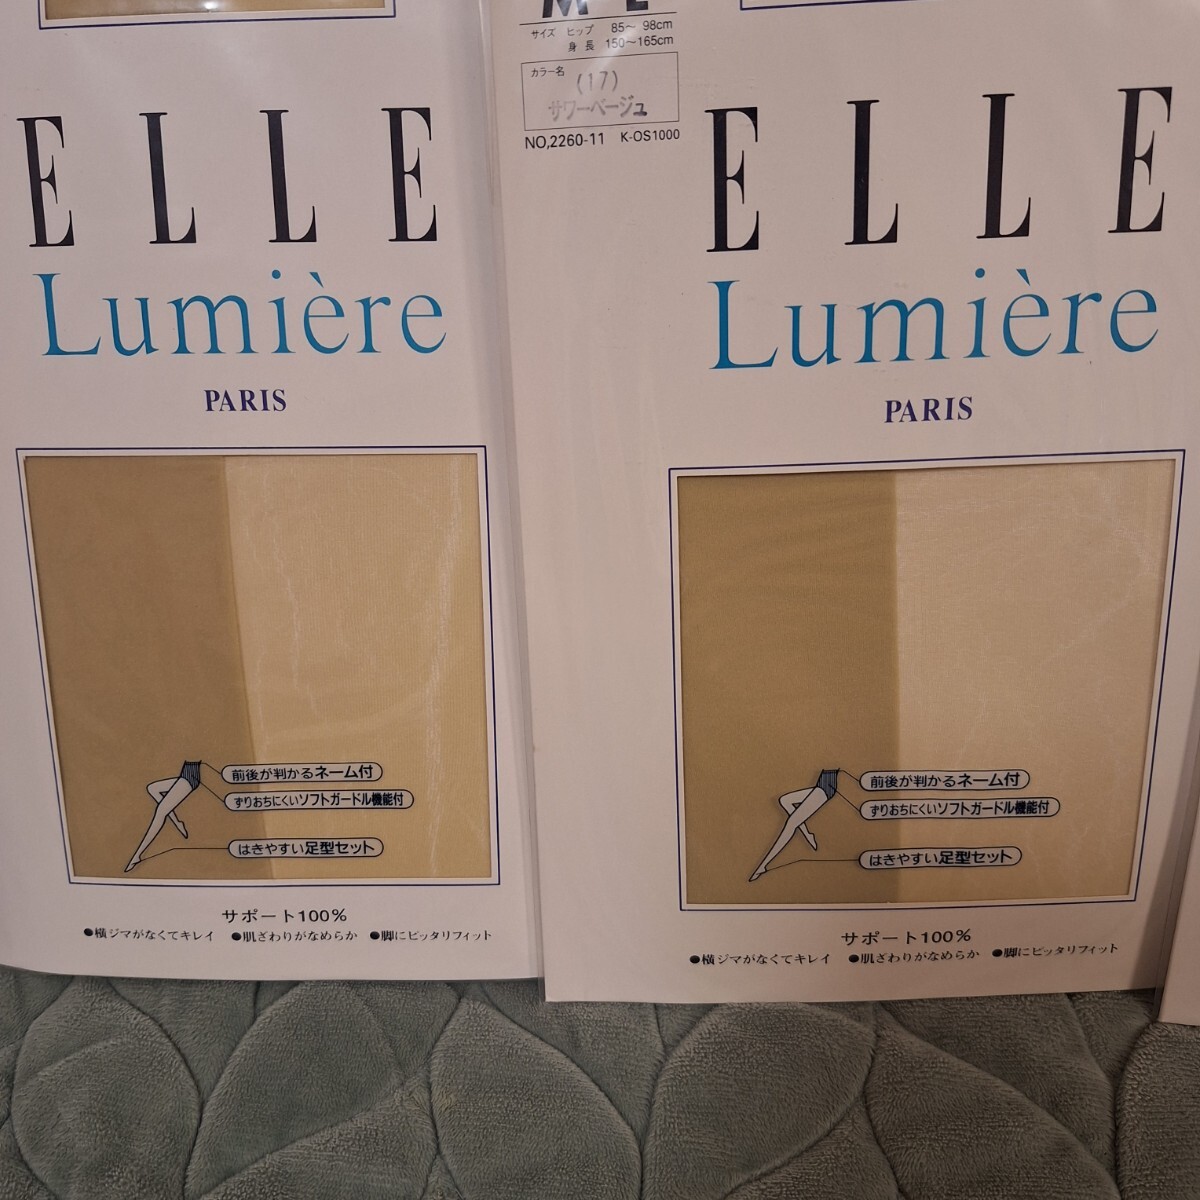 ELLE
Lumière
PARIS
前後が判かるネーム付
ずりおちにくいソフトガードル機能付
はきやすい足型セット
サポート100%
●横ジマがなくてキレイ ●肌ざわりがなめらか ●脚にピッタリフィット
サイズ ヒップ 85〜98cm
身長 150〜165cm
カラー名
(17)
サワーベージュ
NO,2260-11 K-OS1000
ELLE
Lumière
PARIS
前後が判かるネーム付
ずりおちにくいソフトガードル機能付
はきやすい足型セット
サポート100%
●横ジマがなくてキレイ ●肌ざわりがなめらか ●脚にピッタリフィット